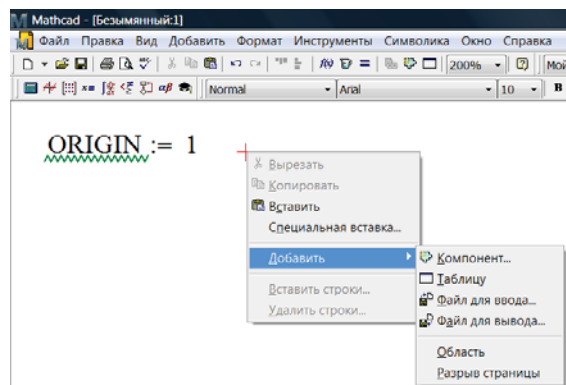 Mathcad - [Безымянный:1]
Файл Правка Вид Добавить Формат Инструменты Символика Окно Справка
200% Мой
Normal Arial 10 B
ORIGIN := 1
Вырезать
Копировать
Вставить
Специальная вставка...
Добавить
Вставить строки...
Удалить строки...
Компонент...
Таблицу
Файл для ввода...
Файл для вывода...
Область
Разрыв страницы